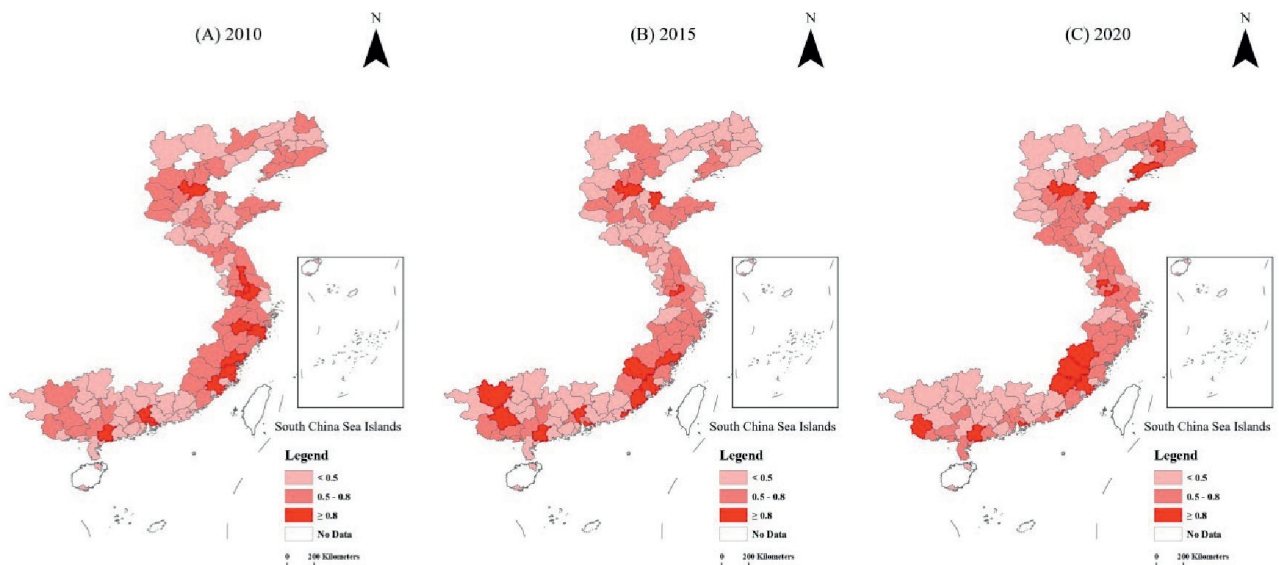 (A) 2010
N
South China Sea Islands
Legend
< 0.5
0.5 - 0.8
≥ 0.8
No Data
0 200 Kilometers
(B) 2015
N
South China Sea Islands
Legend
< 0.5
0.5 - 0.8
≥ 0.8
No Data
0 200 Kilometers
(C) 2020
N
South China Sea Islands
Legend
< 0.5
0.5 - 0.8
≥ 0.8
No Data
0 200 Kilometers